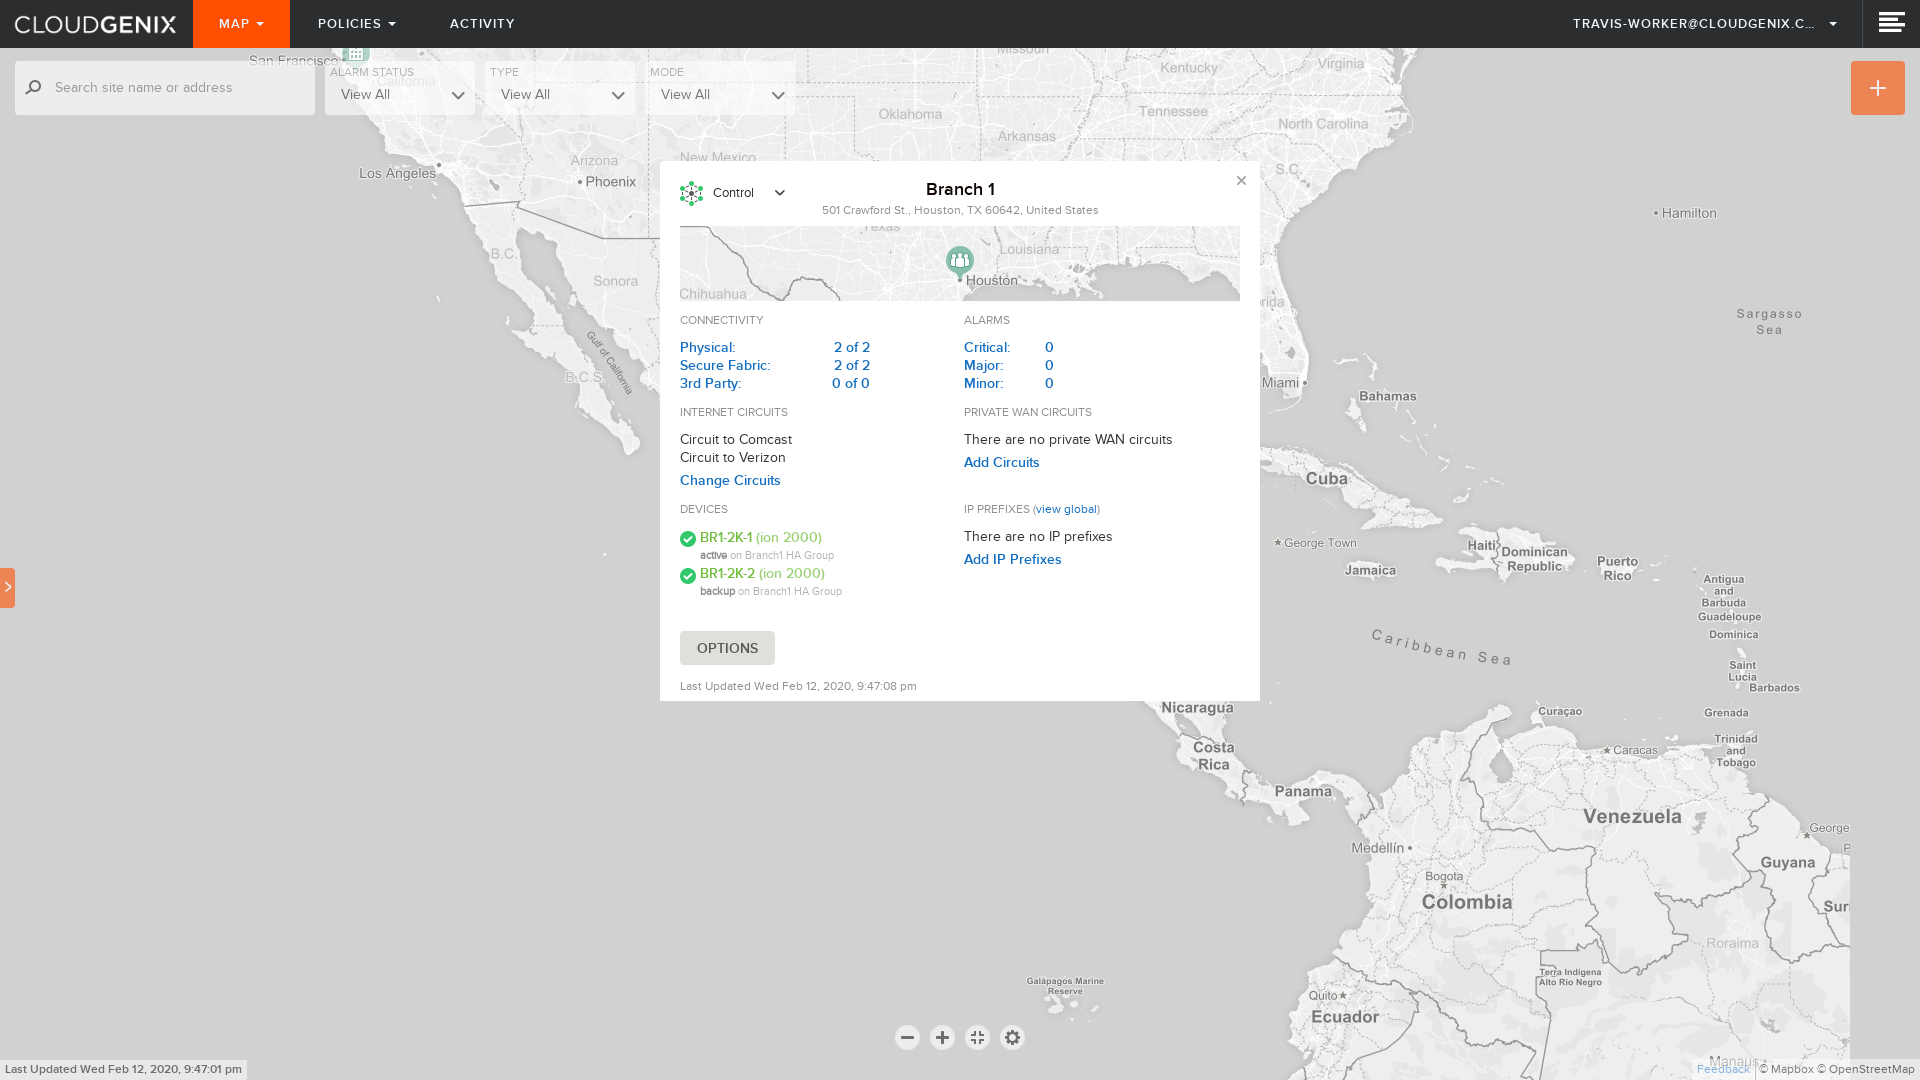 CLOUDGENIX
MAP
POLICIES
ACTIVITY
TRAVIS-WORKER@CLOUDGENIX.C...
Search site name or address
ALARM STATUS
View All
TYPE
View All
MODE
View All
San Francisco
California
Los Angeles
Arizona
Phoenix
New Mexico
Oklahoma
Missouri
Kentucky
Virginia
Arkansas
Tennessee
North Carolina
S.C.
Hamilton
B.C.
Sonora
Gulf of California
B.C.S.
Control
Branch 1
501 Crawford St., Houston, TX 60642, United States
Texas
Louisiana
Houston
Chihuahua
CONNECTIVITY
Physical: 2 of 2
Secure Fabric: 2 of 2
3rd Party: 0 of 0
ALARMS
Critical: 0
Major: 0
Minor: 0
INTERNET CIRCUITS
Circuit to Comcast
Circuit to Verizon
Change Circuits
PRIVATE WAN CIRCUITS
There are no private WAN circuits
Add Circuits
DEVICES
BR1-2K-1 (ion 2000)
active on Branch1 HA Group
BR1-2K-2 (ion 2000)
backup on Branch1 HA Group
IP PREFIXES (view global)
There are no IP prefixes
Add IP Prefixes
OPTIONS
Last Updated Wed Feb 12, 2020, 9:47:08 pm
rida
Sargasso
Sea
Miami
Bahamas
Cuba
George Town
Haiti
Dominican
Republic
Puerto
Rico
Jamaica
Antigua
and
Barbuda
Guadeloupe
Dominica
Caribbean Sea
Saint
Lucia
Barbados
Nicaragua
Curaçao
Grenada
Costa
Rica
Caracas
Trinidad
and
Tobago
Panama
Venezuela
George
Medellín
Guyana
Bogota
Colombia
Suri
Roraima
Terra Indigena
Alto Rio Negro
Galápagos Marine
Reserve
Quito
Ecuador
Manaus
Last Updated Wed Feb 12, 2020, 9:47:01 pm
Feedback
© Mapbox © OpenStreetMap